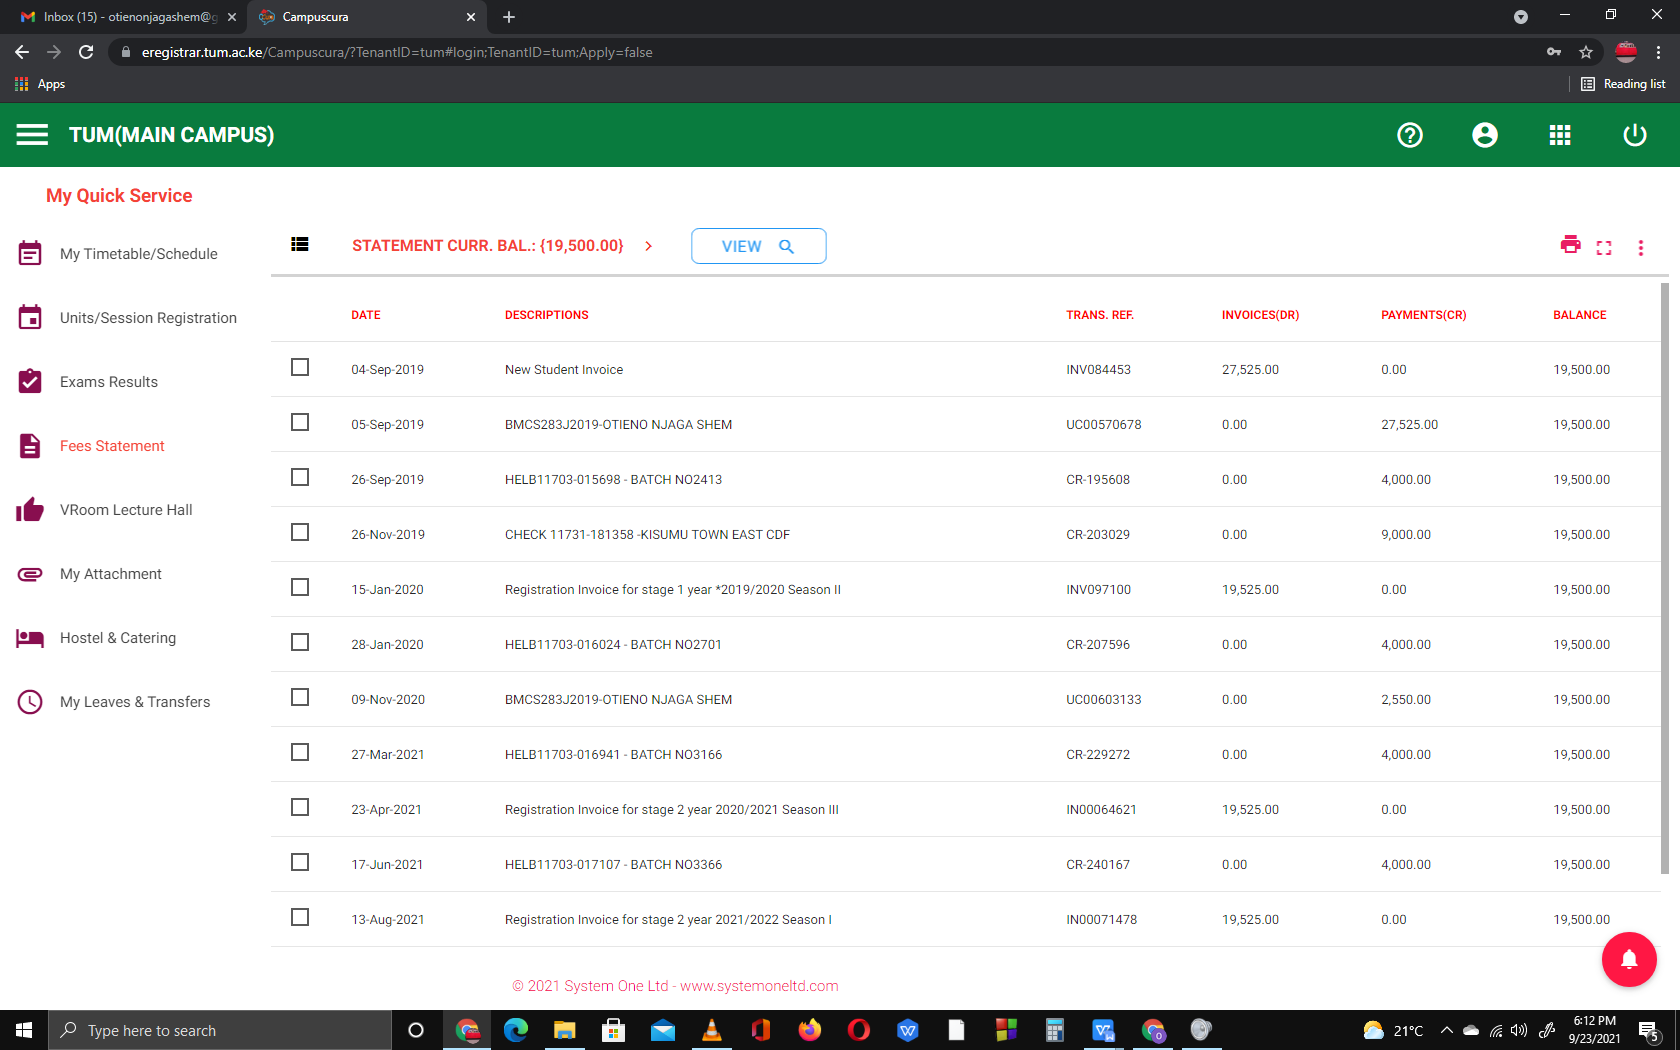 Inbox (15) - otienonjagashem@g
Campuscura
eregistrar.tum.ac.ke/Campuscura/?TenantID=tum#login;TenantID=tum;Apply=false
Apps
Reading list
TUM(MAIN CAMPUS)
My Quick Service
My Timetable/Schedule
Units/Session Registration
Exams Results
Fees Statement
VRoom Lecture Hall
My Attachment
Hostel & Catering
My Leaves & Transfers
STATEMENT CURR. BAL.: {19,500.00}
VIEW
DATE DESCRIPTIONS TRANS. REF. INVOICES(DR) PAYMENTS(CR) BALANCE
04-Sep-2019 New Student Invoice INV084453 27,525.00 0.00 19,500.00
05-Sep-2019 BMCS283J2019-OTIENO NJAGA SHEM UC00570678 0.00 27,525.00 19,500.00
26-Sep-2019 HELB11703-015698 - BATCH NO2413 CR-195608 0.00 4,000.00 19,500.00
26-Nov-2019 CHECK 11731-181358 -KISUMU TOWN EAST CDF CR-203029 0.00 9,000.00 19,500.00
15-Jan-2020 Registration Invoice for stage 1 year *2019/2020 Season II INV097100 19,525.00 0.00 19,500.00
28-Jan-2020 HELB11703-016024 - BATCH NO2701 CR-207596 0.00 4,000.00 19,500.00
09-Nov-2020 BMCS283J2019-OTIENO NJAGA SHEM UC00603133 0.00 2,550.00 19,500.00
27-Mar-2021 HELB11703-016941 - BATCH NO3166 CR-229272 0.00 4,000.00 19,500.00
23-Apr-2021 Registration Invoice for stage 2 year 2020/2021 Season III IN00064621 19,525.00 0.00 19,500.00
17-Jun-2021 HELB11703-017107 - BATCH NO3366 CR-240167 0.00 4,000.00 19,500.00
13-Aug-2021 Registration Invoice for stage 2 year 2021/2022 Season I IN00071478 19,525.00 0.00 19,500.00
© 2021 System One Ltd - www.systemoneltd.com
Type here to search
21°C
6:12 PM
9/23/2021
5